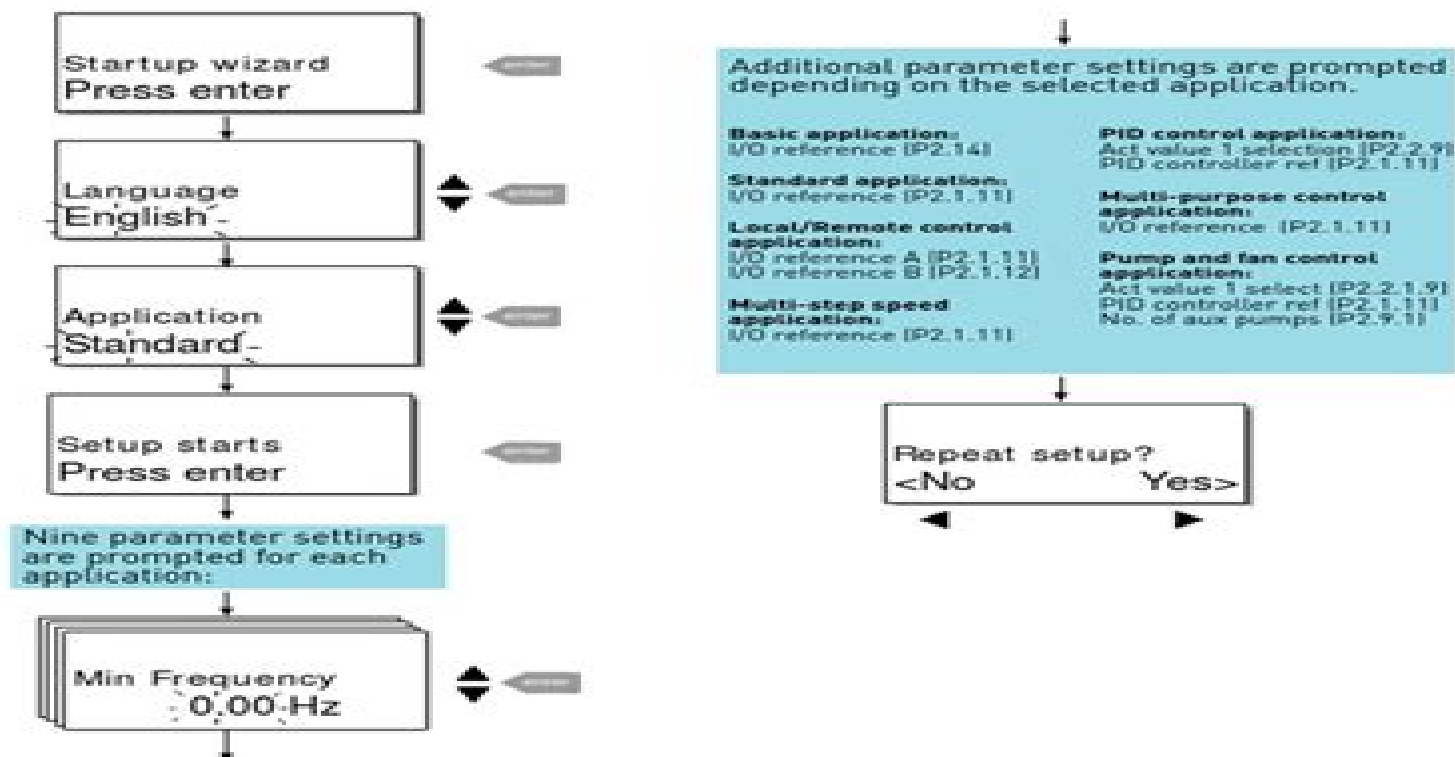 Startup wizard
Press enter
Language
English
Application
Standard
Setup starts
Press enter
Nine parameter settings
are prompted for each
application:
Min Frequency
0.00 Hz
Additional parameter settings are prompted
depending on the selected application.
Basic application:
I/O reference (P2.14)
Standard application:
I/O reference (P2.1.11)
Local/Remote control
application:
I/O reference A (P2.1.11)
I/O reference B (P2.1.12)
Multi-step speed
application:
I/O reference (P2.1.11)
PID control application:
Act value 1 selection (P2.2.9)
PID controller ref (P2.1.11)
Multi-purpose control
application:
I/O reference (P2.1.11)
Pump and fan control
application:
Act value 1 select (P2.2.1.9)
PID controller ref (P2.1.11)
No. of aux pumps (P2.9.1)
Repeat setup?
<No Yes>